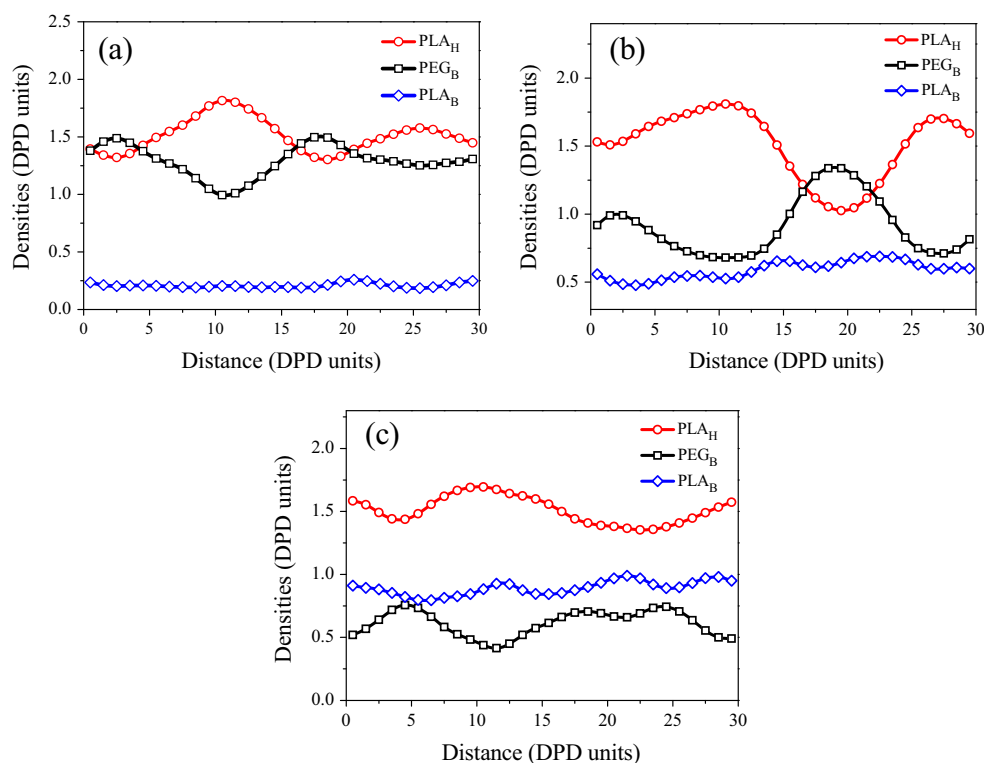 (a)
PLA_H
PEG_B
PLA_B
Densities (DPD units)
2.5
2.0
1.5
1.0
0.5
0.0
0 5 10 15 20 25 30
Distance (DPD units)
(b)
PLA_H
PEG_B
PLA_B
Densities (DPD units)
2.0
1.5
1.0
0.5
0 5 10 15 20 25 30
Distance (DPD units)
(c)
PLA_H
PEG_B
PLA_B
Densities (DPD units)
2.0
1.5
1.0
0.5
0.0
0 5 10 15 20 25 30
Distance (DPD units)